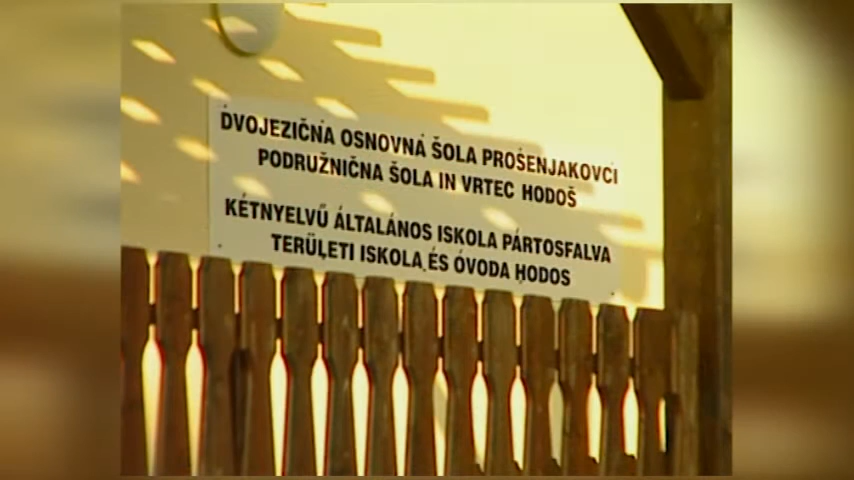 DVOJEZIČNA OSNOVNA ŠOLA PROSENJAKOVCI
PODRUŽNIČNA ŠOLA IN VRTEC HODOŠ
KÉTNYELVŰ ÁLTALÁNOS ISKOLA PÁRTOSFALVA
TERÜLETI ISKOLA ÉS ÓVODA HODOS